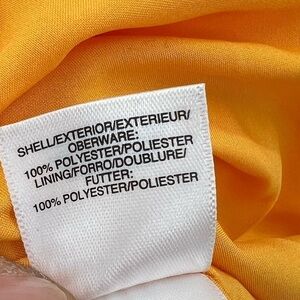 SHELL/EXTERIOR/EXTERIEUR/
OBERWARE:
100% POLYESTER/POLIESTER
LINING/FORRO/DOUBLURE/
FUTTER:
100% POLYESTER/POLIESTER